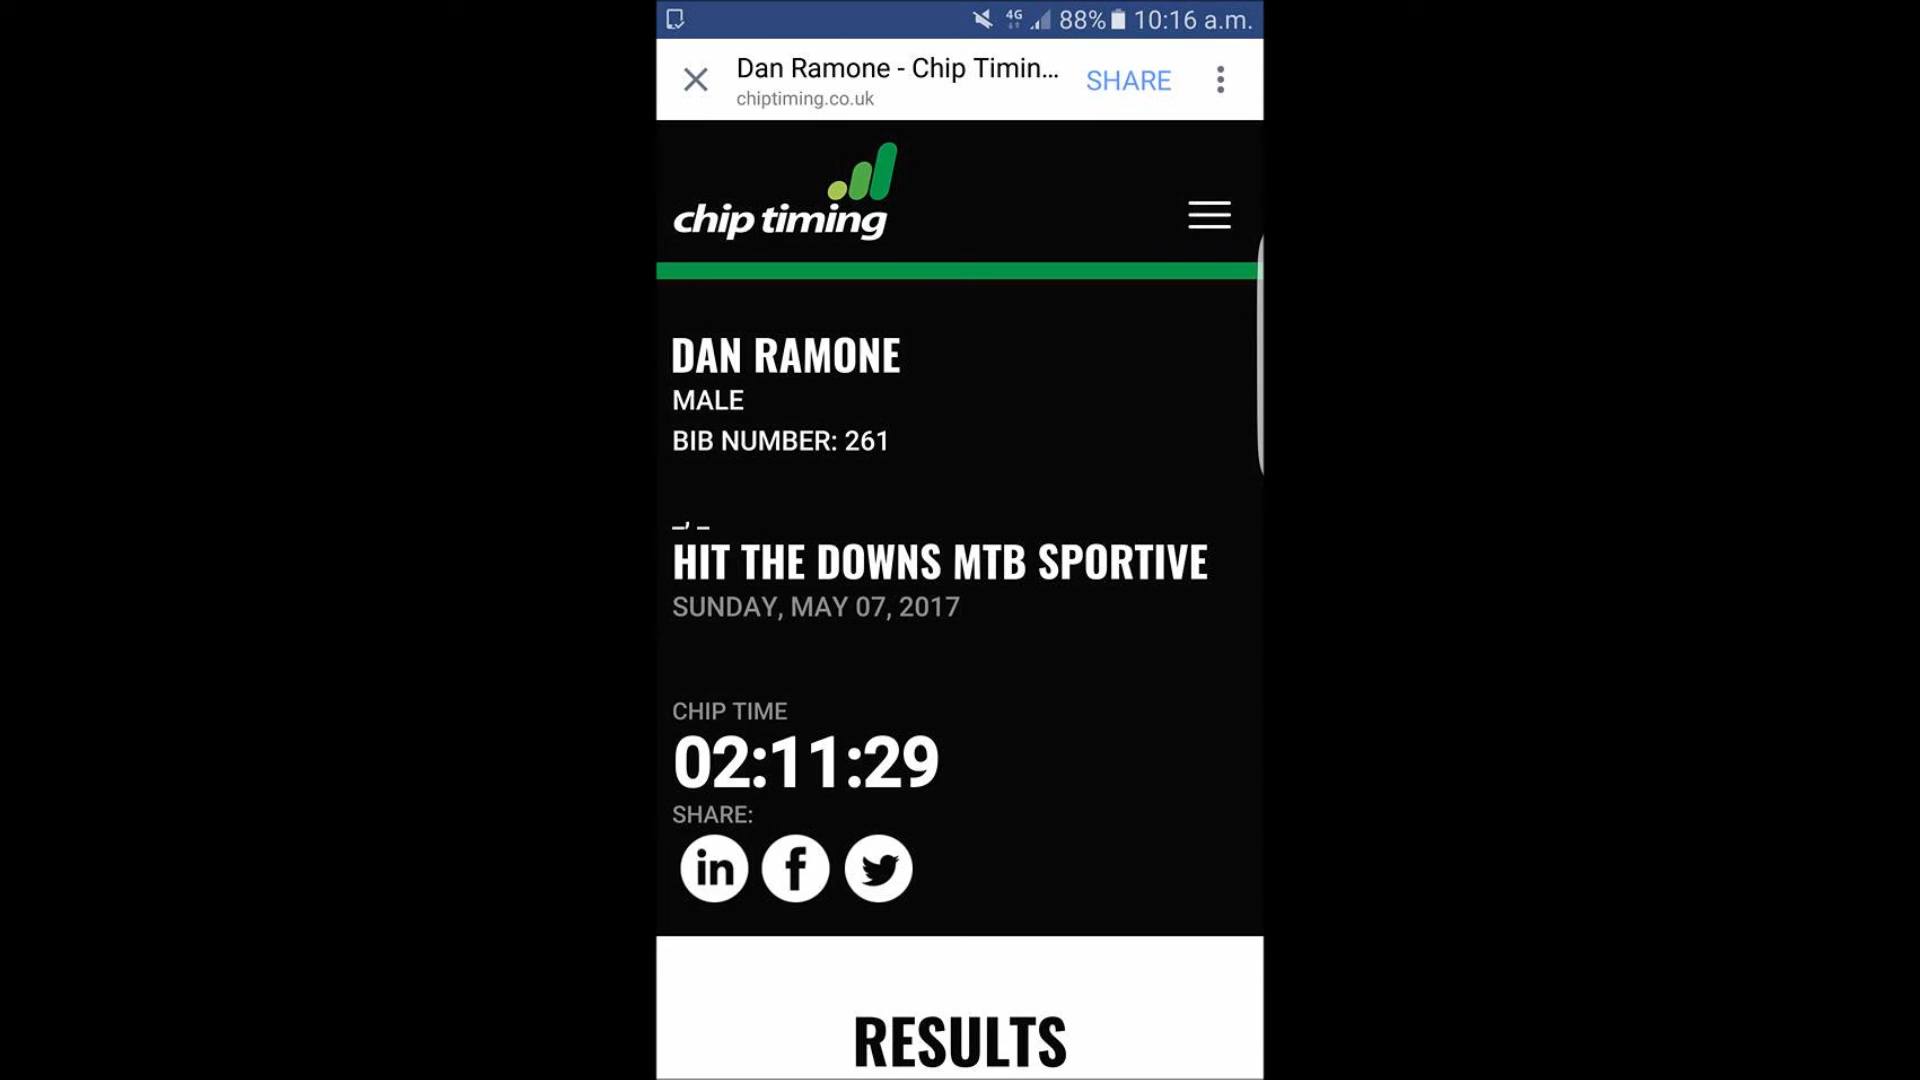 4G 88% 10:16 a.m.
Dan Ramone - Chip Timin... SHARE
chiptiming.co.uk
chip timing
DAN RAMONE
MALE
BIB NUMBER: 261
_, _
HIT THE DOWNS MTB SPORTIVE
SUNDAY, MAY 07, 2017
CHIP TIME
02:11:29
SHARE:
in f
RESULTS